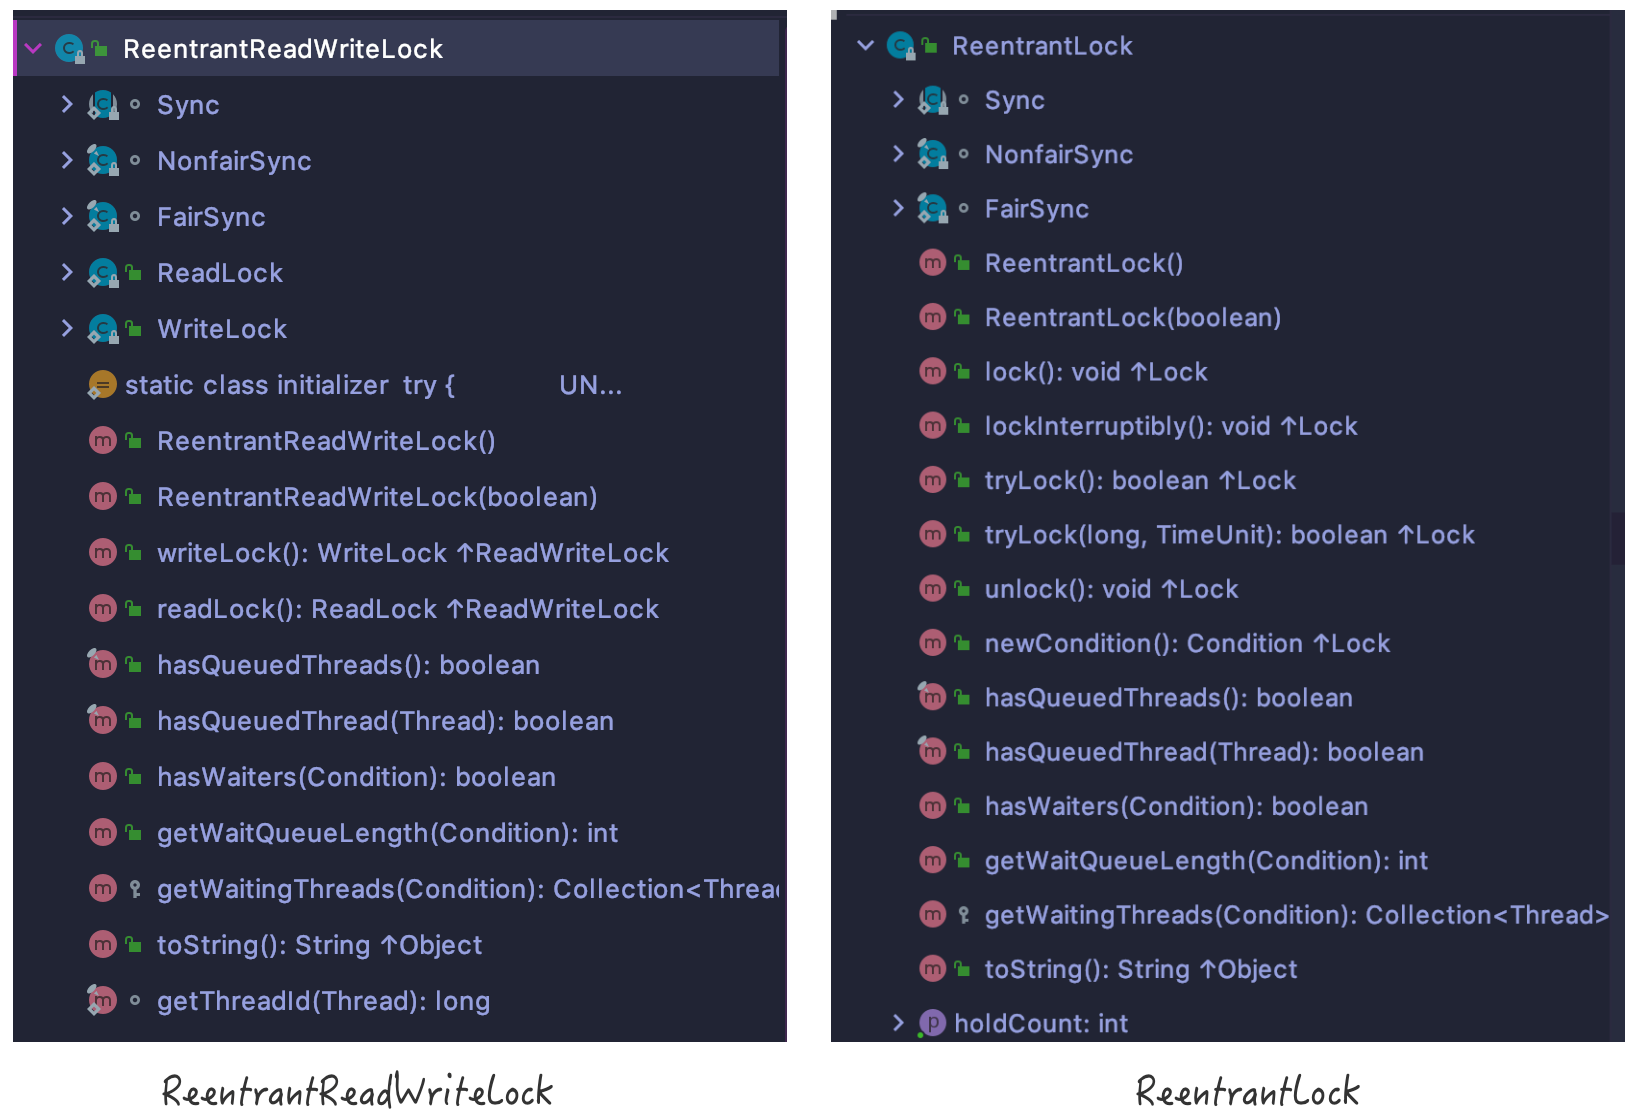 ReentrantReadWriteLock
Sync
NonfairSync
FairSync
ReadLock
WriteLock
static class initializer try { UN...
ReentrantReadWriteLock()
ReentrantReadWriteLock(boolean)
writeLock(): WriteLock ↑ReadWriteLock
readLock(): ReadLock ↑ReadWriteLock
hasQueuedThreads(): boolean
hasQueuedThread(Thread): boolean
hasWaiters(Condition): boolean
getWaitQueueLength(Condition): int
getWaitingThreads(Condition): Collection<Threa
toString(): String ↑Object
getThreadId(Thread): long
ReentrantReadWriteLock
ReentrantLock
Sync
NonfairSync
FairSync
ReentrantLock()
ReentrantLock(boolean)
lock(): void ↑Lock
lockInterruptibly(): void ↑Lock
tryLock(): boolean ↑Lock
tryLock(long, TimeUnit): boolean ↑Lock
unlock(): void ↑Lock
newCondition(): Condition ↑Lock
hasQueuedThreads(): boolean
hasQueuedThread(Thread): boolean
hasWaiters(Condition): boolean
getWaitQueueLength(Condition): int
getWaitingThreads(Condition): Collection<Thread>
toString(): String ↑Object
holdCount: int
ReentrantLock